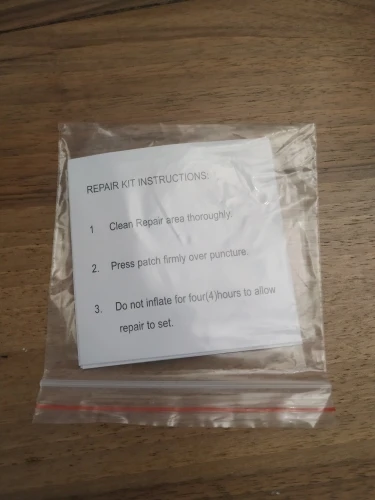 REPAIR KIT INSTRUCTIONS:
1 Clean Repair area thoroughly.
2. Press patch firmly over puncture.
3. Do not inflate for four(4)hours to allow
repair to set.